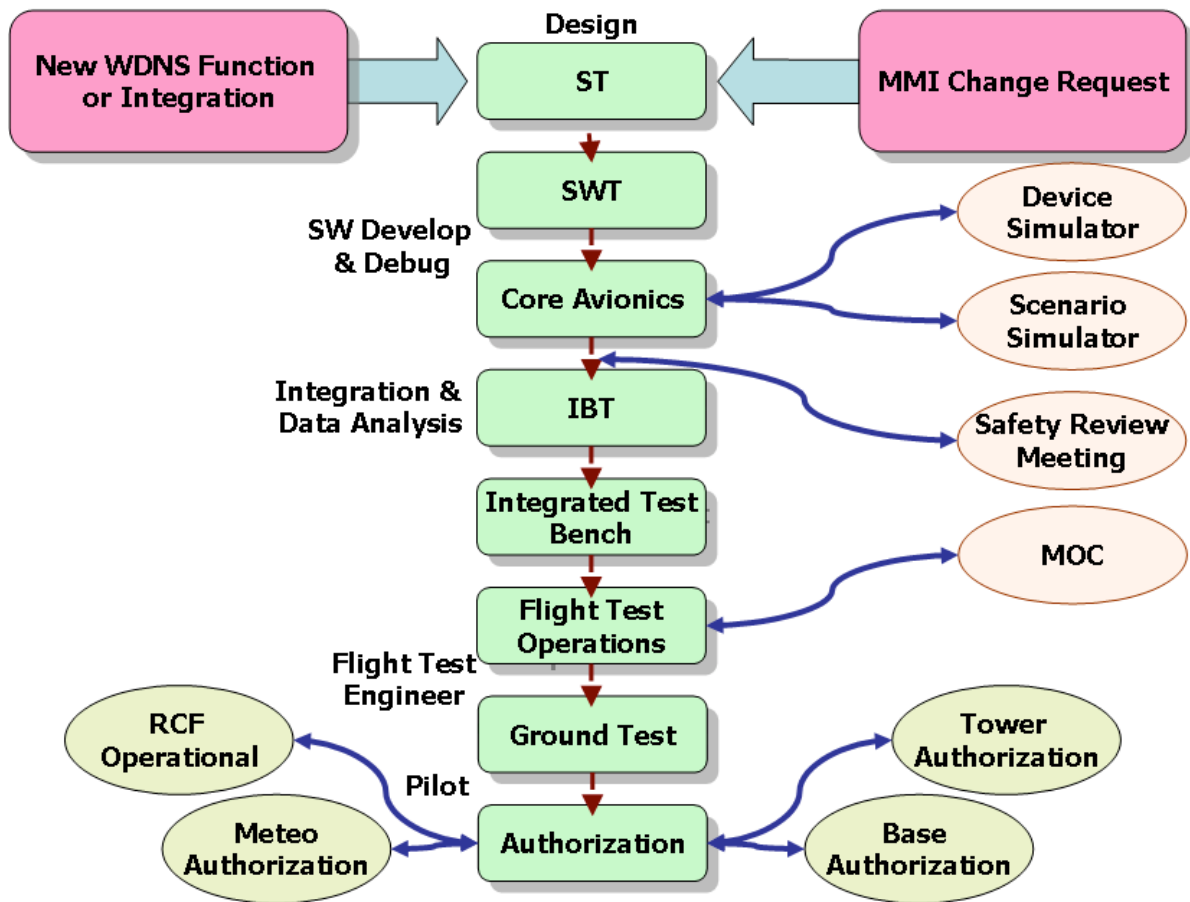 Design
New WDNS Function
or Integration
ST
MMI Change Request
SWT
Device
Simulator
SW Develop
& Debug
Core Avionics
Scenario
Simulator
Integration &
Data Analysis
IBT
Safety Review
Meeting
Integrated Test
Bench
MOC
Flight Test
Operations
Flight Test
Engineer
RCF
Operational
Ground Test
Tower
Authorization
Pilot
Meteo
Authorization
Authorization
Base
Authorization